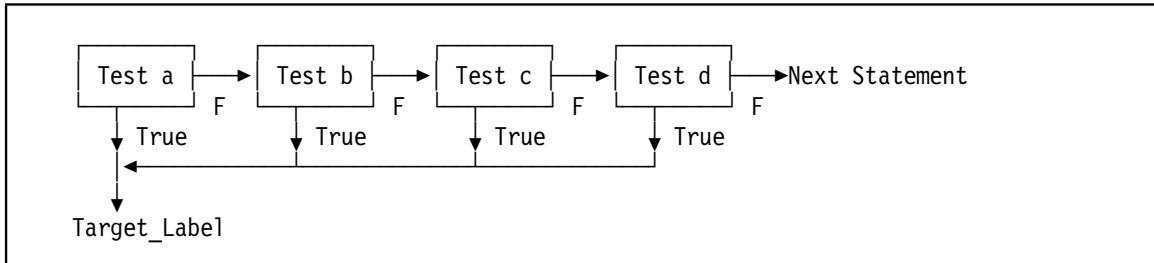 Test a Test b Test c Test d Next Statement
F F F F
True True True True
Target_Label